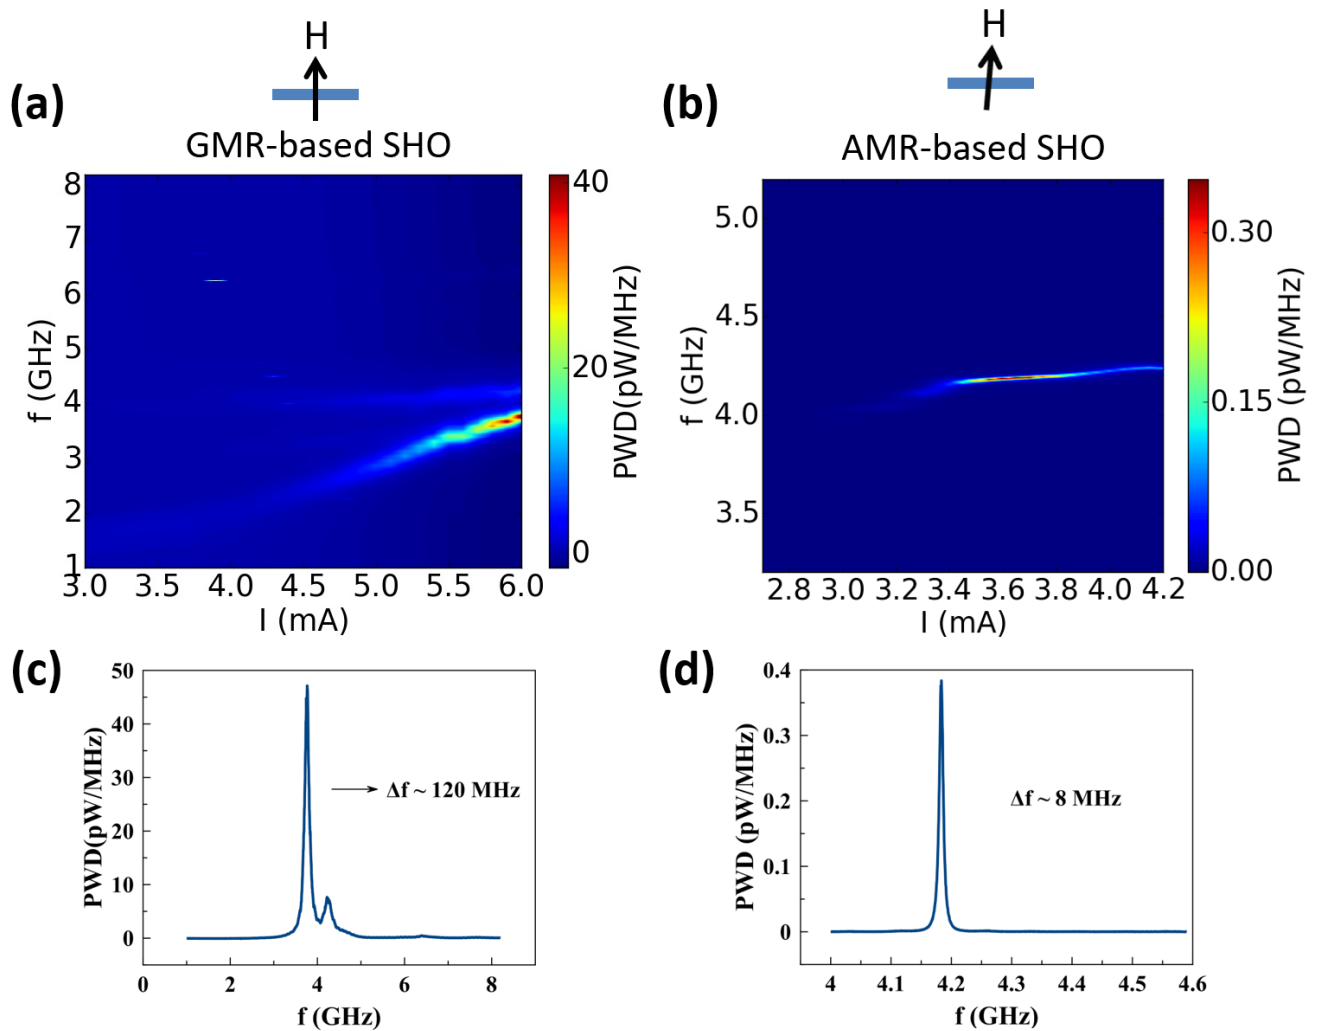 H
(a)
GMR-based SHO
8
7
6
5
4
3
2
1
f (GHz)
3.0 3.5 4.0 4.5 5.0 5.5 6.0
I (mA)
40
20
0
PWD(pW/MHz)
H
(b)
AMR-based SHO
5.0
4.5
4.0
3.5
f (GHz)
2.8 3.0 3.2 3.4 3.6 3.8 4.0 4.2
I (mA)
0.30
0.15
0.00
PWD (pW/MHz)
(c)
50
40
30
20
10
0
PWD(pW/MHz)
Δf ~ 120 MHz
0 2 4 6 8
f (GHz)
(d)
0.4
0.3
0.2
0.1
0
PWD (pW/MHz)
Δf ~ 8 MHz
4 4.1 4.2 4.3 4.4 4.5 4.6
f (GHz)